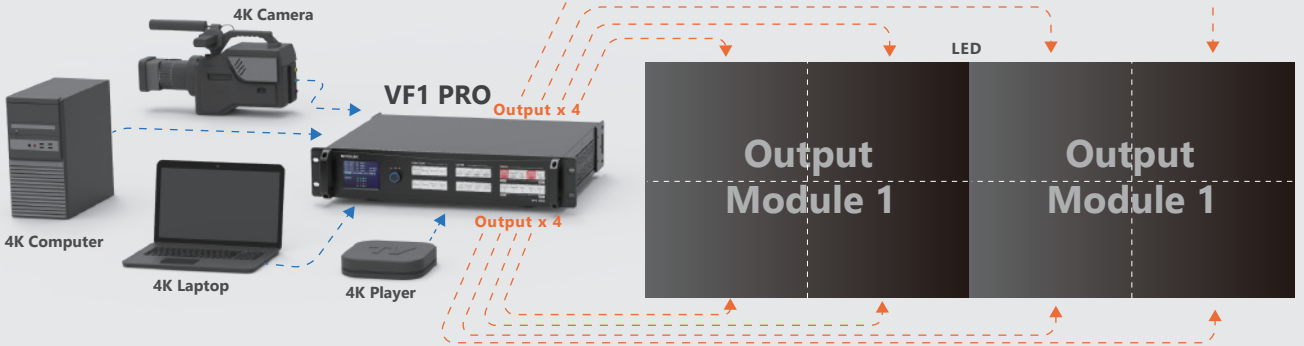 4K Camera
VF1 PRO
Output x 4
LED
Output
Module 1
Output
Module 1
4K Computer
Output x 4
4K Laptop
4K Player